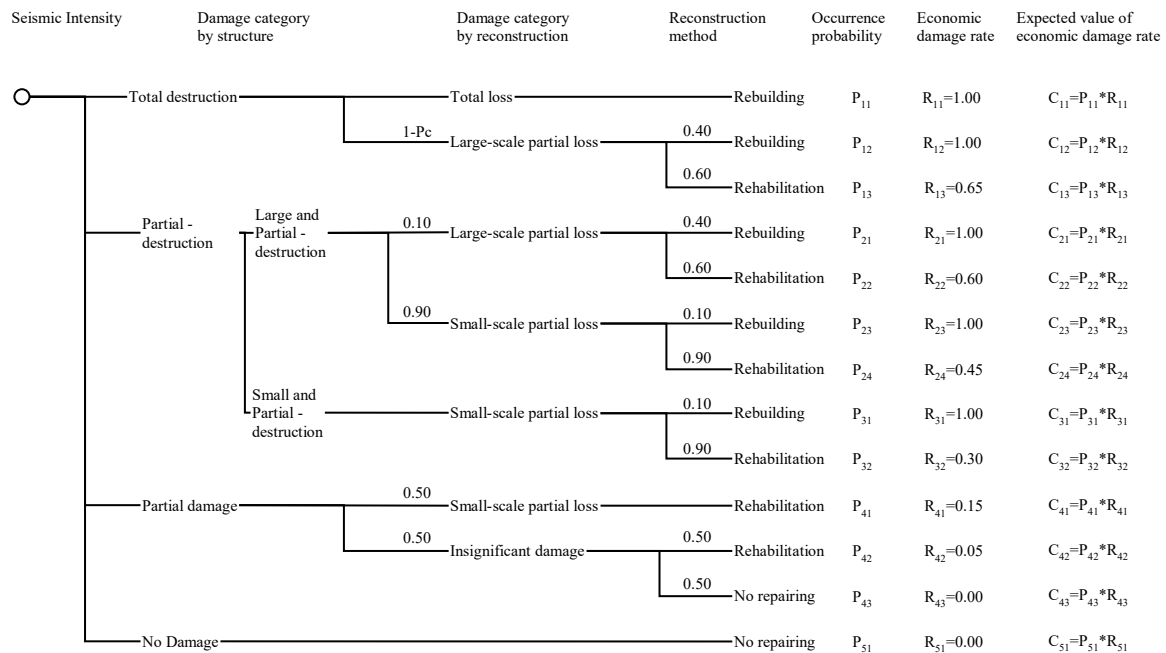 Seismic Intensity Damage category by structure Damage category by reconstruction Reconstruction method Occurrence probability Economic damage rate Expected value of economic damage rate
Total destruction Total loss Rebuilding P11 R11=1.00 C11=P11*R11
1-Pc Large-scale partial loss 0.40 Rebuilding P12 R12=1.00 C12=P12*R12
0.60 Rehabilitation P13 R13=0.65 C13=P13*R13
Partial - destruction Large and Partial - destruction 0.10 Large-scale partial loss 0.40 Rebuilding P21 R21=1.00 C21=P21*R21
0.60 Rehabilitation P22 R22=0.60 C22=P22*R22
0.90 Small-scale partial loss 0.10 Rebuilding P23 R23=1.00 C23=P23*R23
0.90 Rehabilitation P24 R24=0.45 C24=P24*R24
Small and Partial - destruction Small-scale partial loss 0.10 Rebuilding P31 R31=1.00 C31=P31*R31
0.90 Rehabilitation P32 R32=0.30 C32=P32*R32
Partial damage 0.50 Small-scale partial loss Rehabilitation P41 R41=0.15 C41=P41*R41
0.50 Insignificant damage 0.50 Rehabilitation P42 R42=0.05 C42=P42*R42
0.50 No repairing P43 R43=0.00 C43=P43*R43
No Damage No repairing P51 R51=0.00 C51=P51*R51